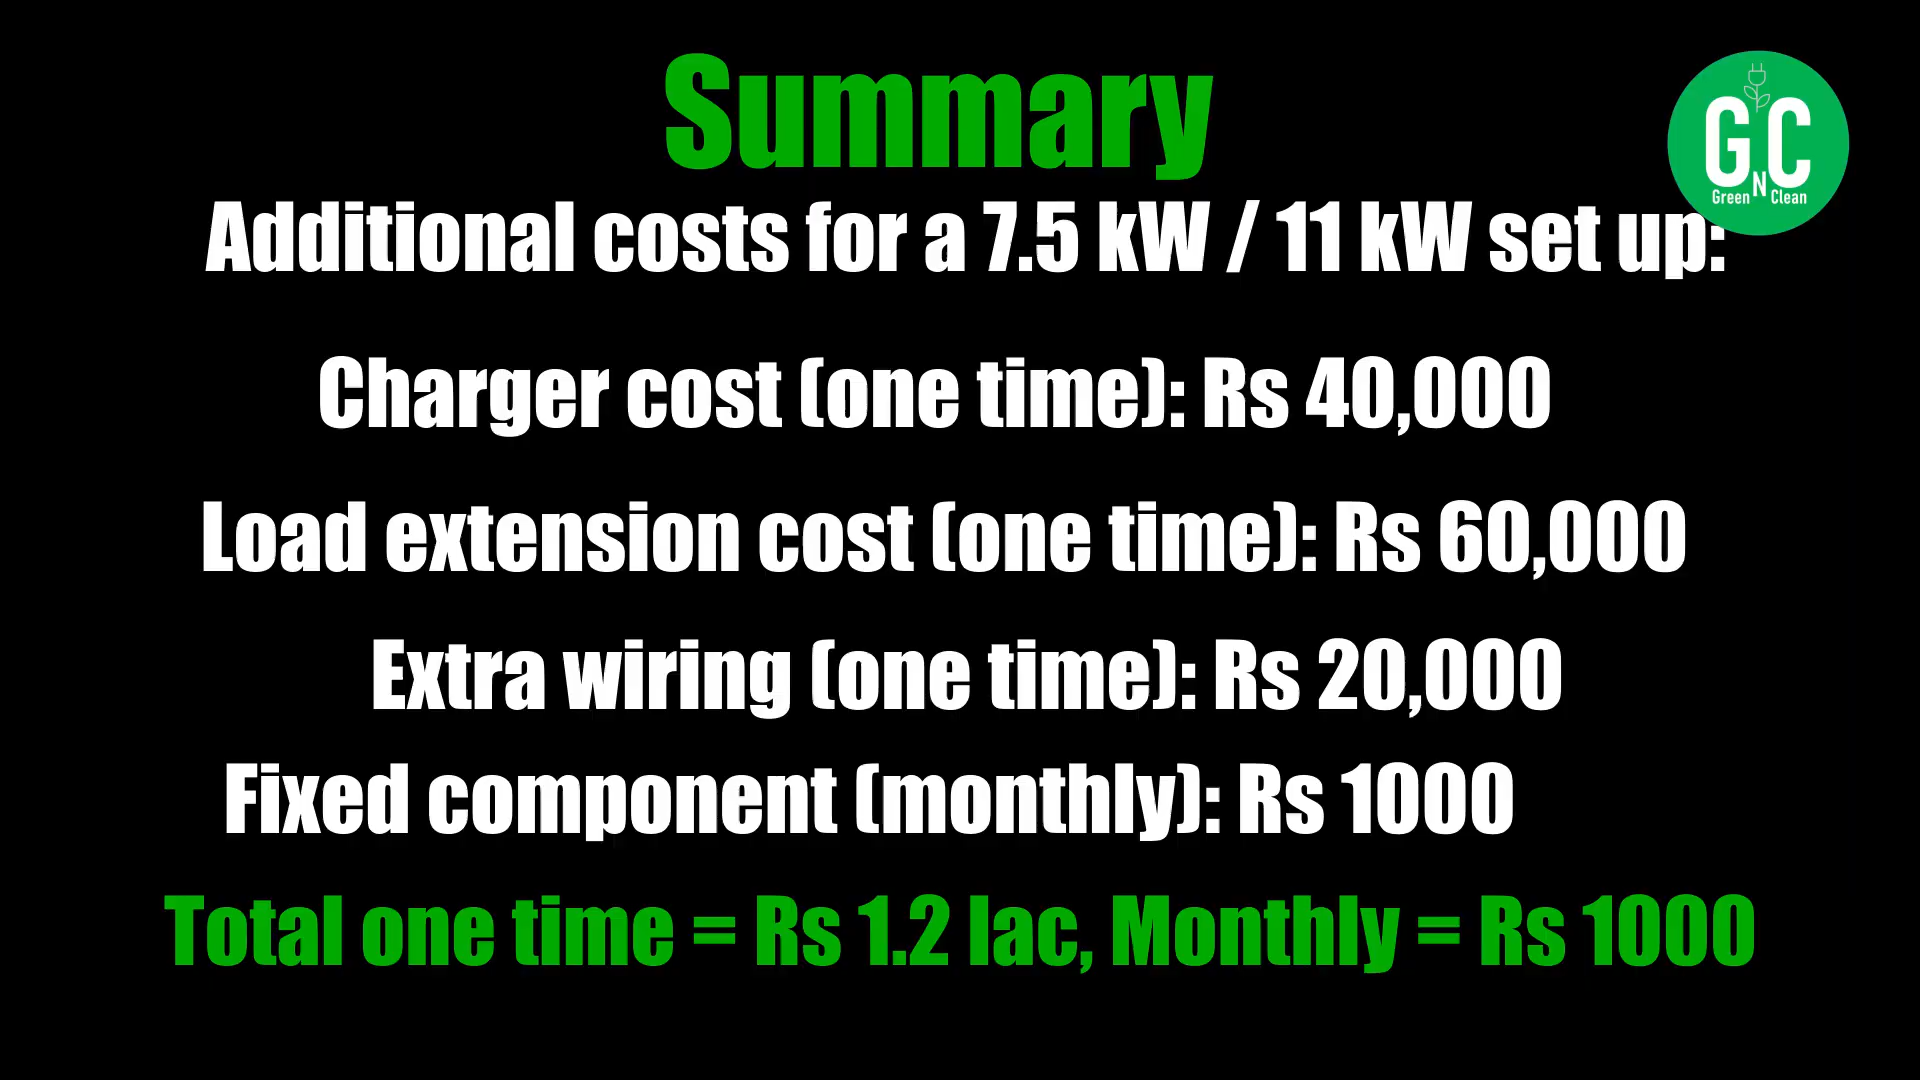 Summary
GNC
Green Clean
Additional costs for a 7.5 kW / 11 kW set up:
Charger cost (one time): Rs 40,000
Load extension cost (one time): Rs 60,000
Extra wiring (one time): Rs 20,000
Fixed component (monthly): Rs 1000
Total one time = Rs 1.2 lac, Monthly = Rs 1000